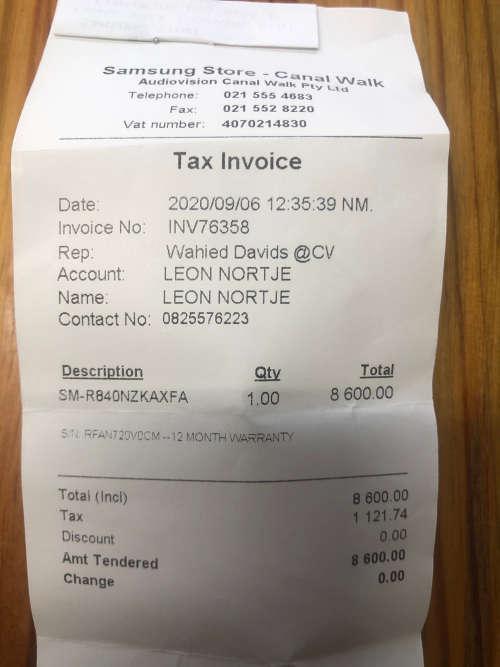 Samsung Store - Canal Walk
Audiovision Canal Walk Pty Ltd
Telephone: 021 555 4683
Fax: 021 552 8220
Vat number: 4070214830
Tax Invoice
Date: 2020/09/06 12:35:39 NM.
Invoice No: INV76358
Rep: Wahied Davids @CV
Account: LEON NORTJE
Name: LEON NORTJE
Contact No: 0825576223
Description Qty Total
SM-R840NZKAXFA 1.00 8 600.00
S/N: RFAN720V0CM --12 MONTH WARRANTY
Total (Incl) 8 600.00
Tax 1 121.74
Discount 0.00
Amt Tendered 8 600.00
Change 0.00